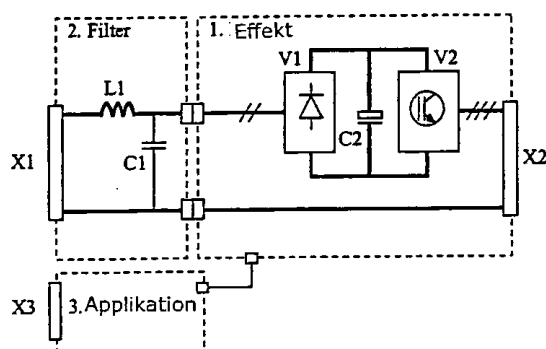 2. Filter
1. Effekt
V1
V2
L1
X1
C1
C2
X2
X3
3. Applikation